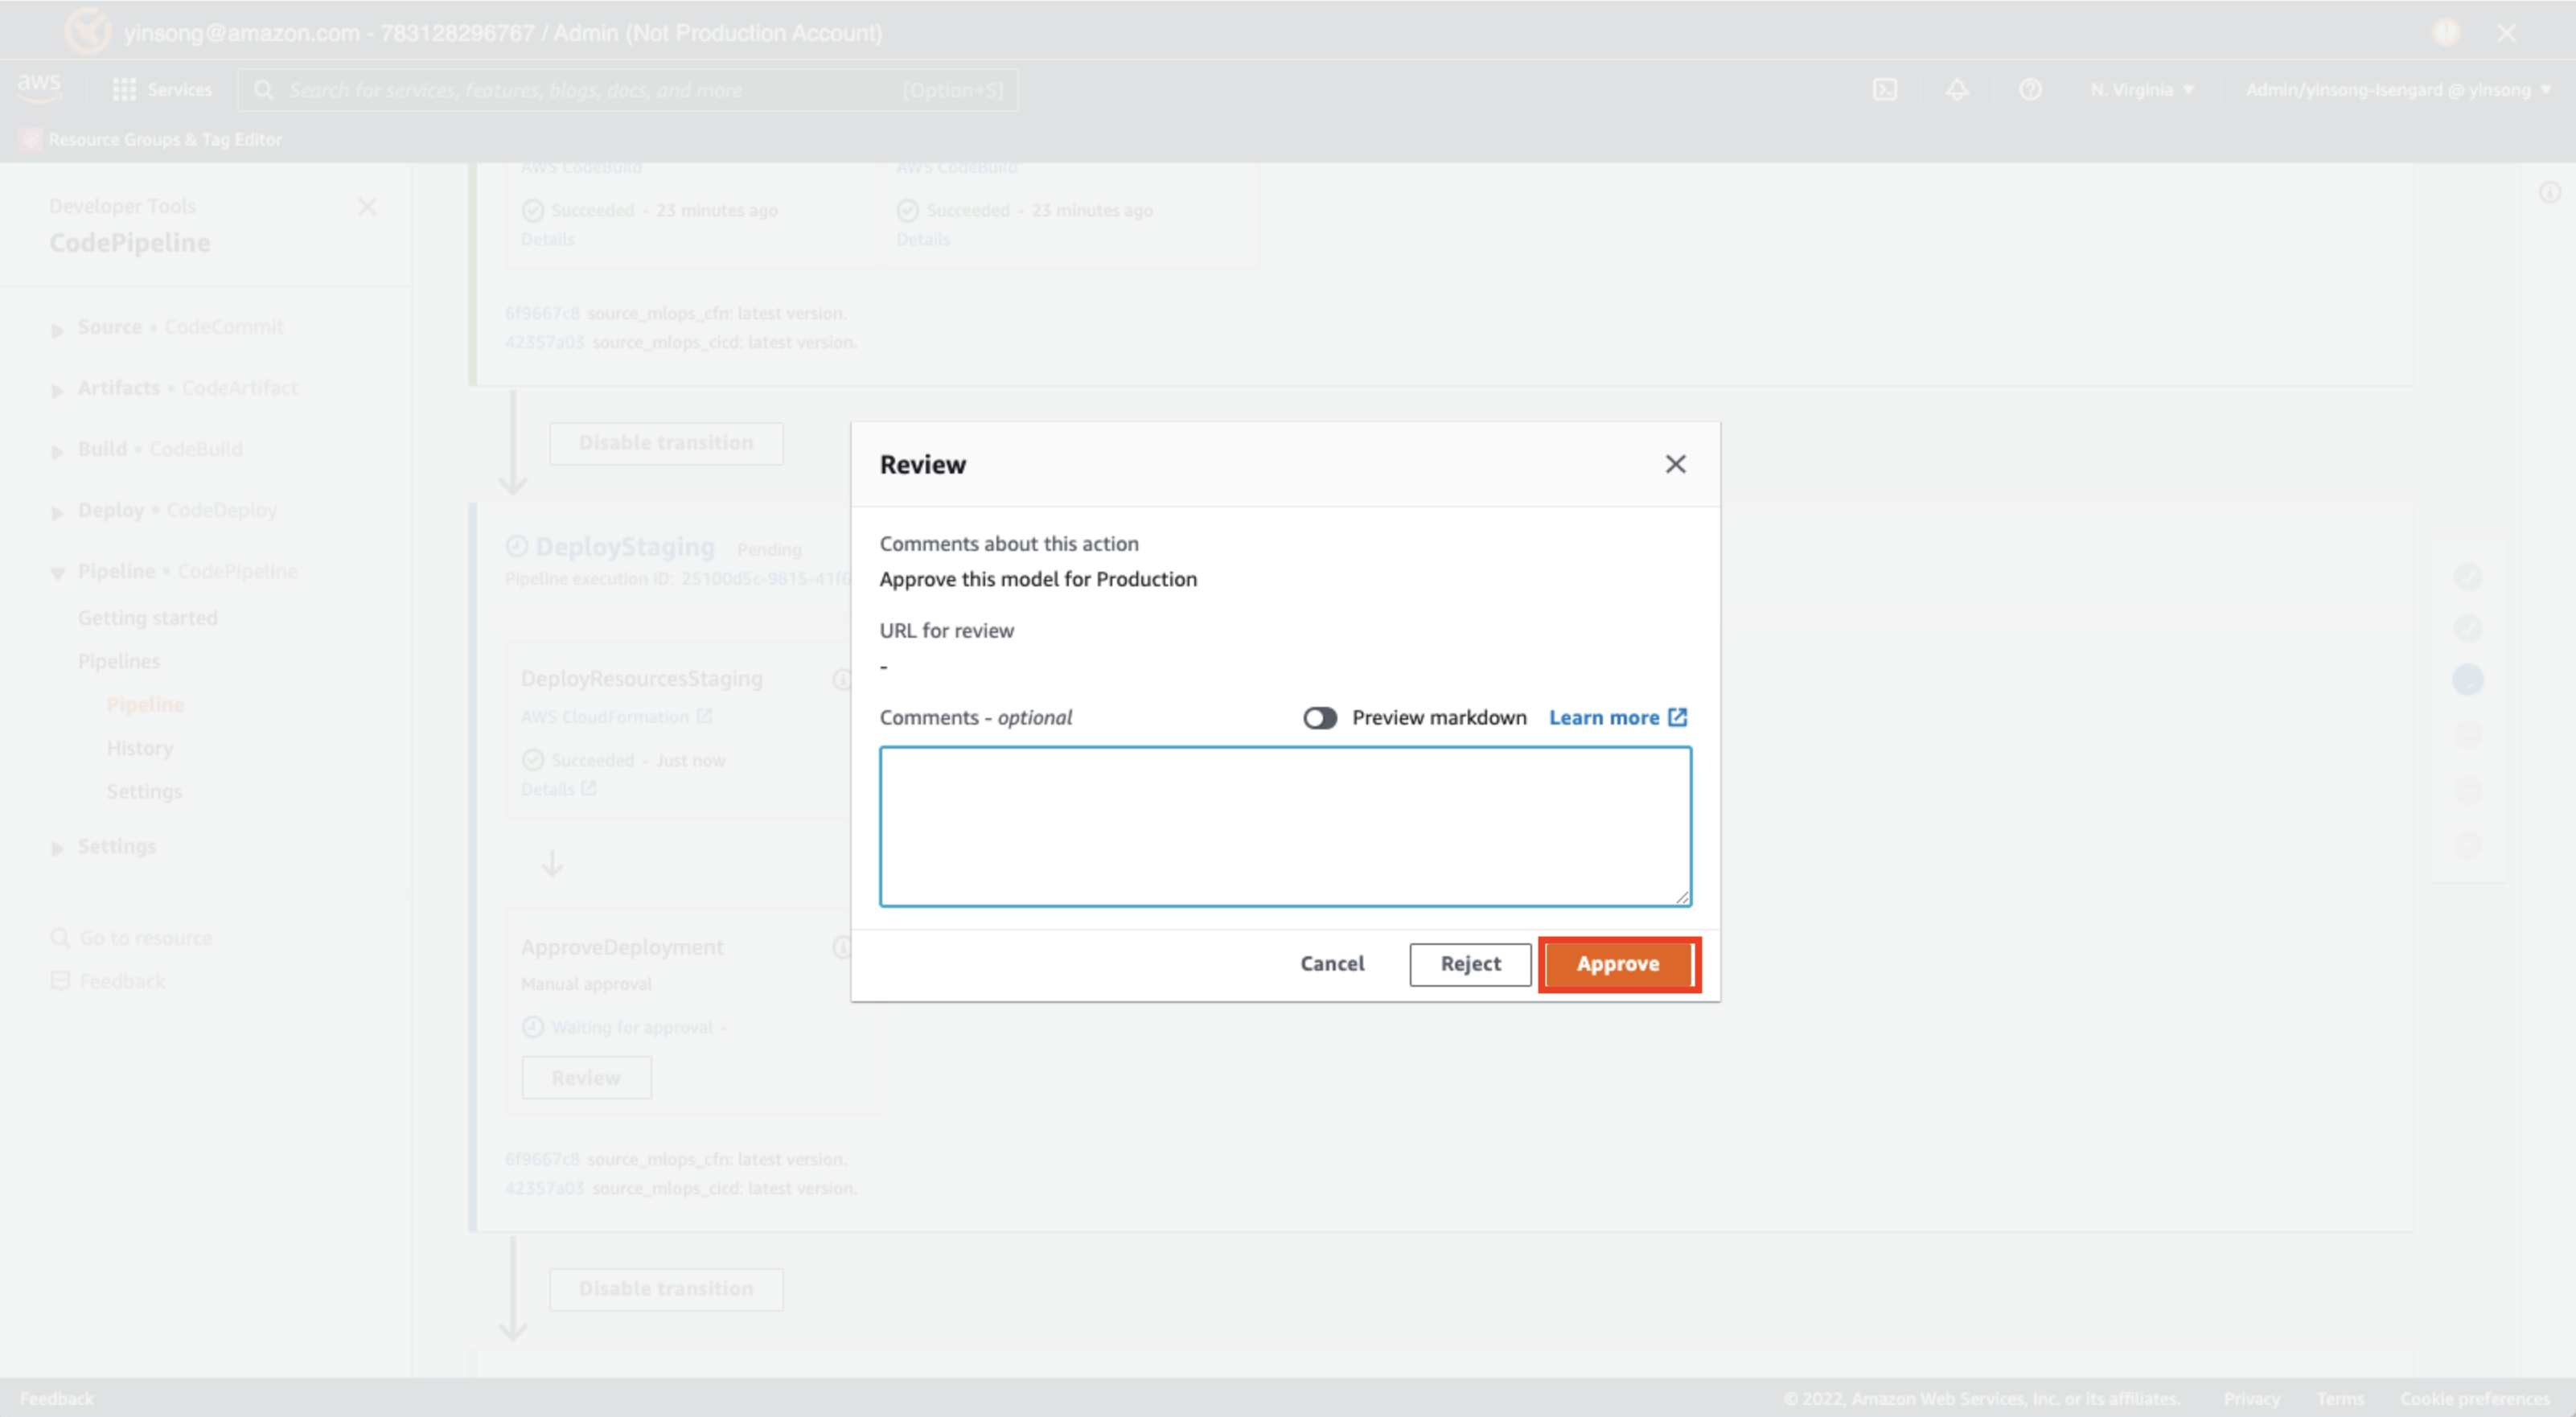 yinsong@amazon.com - 783128296767 / Admin (Not Production Account)
aws
Services
Search for services, features, blogs, docs, and more
[Option+S]
N. Virginia
Admin/yinsong-Isengard @ yinsong
Resource Groups & Tag Editor
Developer Tools
CodePipeline
Source • CodeCommit
Artifacts • CodeArtifact
Build • CodeBuild
Deploy • CodeDeploy
Pipeline • CodePipeline
Getting started
Pipelines
Pipeline
History
Settings
Settings
Go to resource
Feedback
AWS CodeBuild
AWS CodeBuild
Succeeded - 23 minutes ago
Succeeded - 23 minutes ago
Details
Details
6f9667c8 source_mlops_cfn: latest version.
42357a03 source_mlops_cicd: latest version.
Disable transition
DeployStaging Pending
Pipeline execution ID: 25100d5c-9815-41f6
DeployResourcesStaging
AWS CloudFormation
Succeeded - Just now
Details
ApproveDeployment
Manual approval
Waiting for approval -
Review
6f9667c8 source_mlops_cfn: latest version.
42357a03 source_mlops_cicd: latest version.
Disable transition
Review
Comments about this action
Approve this model for Production
URL for review
-
Comments - optional
Preview markdown
Learn more
Cancel
Reject
Approve
Feedback
© 2022, Amazon Web Services, Inc. or its affiliates.
Privacy
Terms
Cookie preferences